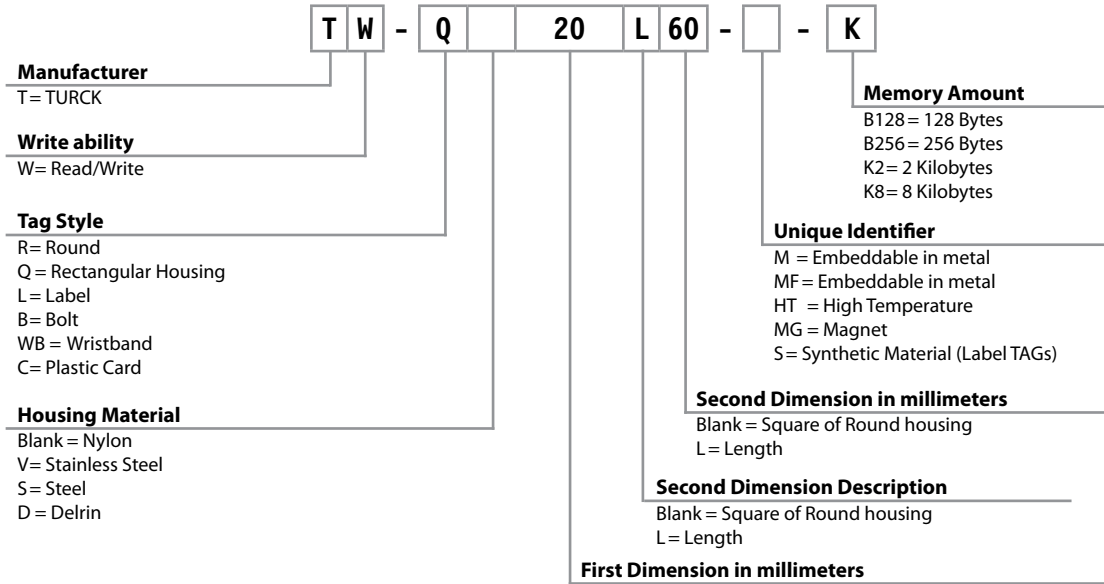 T W - Q 20 L 60 - - K
Manufacturer
T= TURCK
Write ability
W= Read/Write
Tag Style
R= Round
Q = Rectangular Housing
L= Label
B= Bolt
WB = Wristband
C= Plastic Card
Housing Material
Blank = Nylon
V= Stainless Steel
S= Steel
D = Delrin
Memory Amount
B128= 128 Bytes
B256= 256 Bytes
K2= 2 Kilobytes
K8= 8 Kilobytes
Unique Identifier
M = Embeddable in metal
MF= Embeddable in metal
HT = High Temperature
MG = Magnet
S= Synthetic Material (Label TAGs)
Second Dimension in millimeters
Blank = Square of Round housing
L= Length
Second Dimension Description
Blank = Square of Round housing
L= Length
First Dimension in millimeters